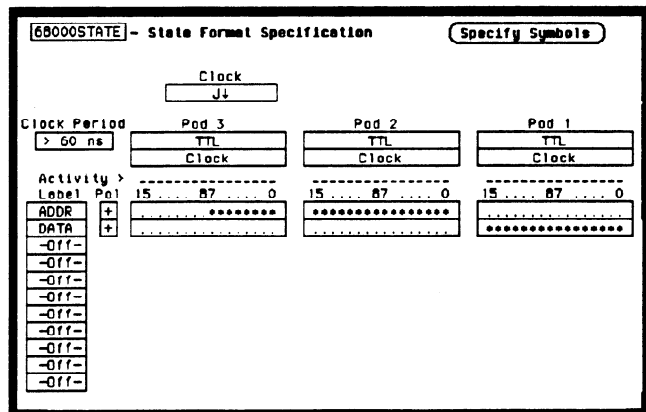 68000STATE - State Format Specification Specify Symbols
Clock
J↓
Clock Period Pod 3 Pod 2 Pod 1
> 60 ns TTL TTL TTL
Clock Clock Clock
Activity > ---------------- ---------------- ----------------
Label Pol 15 .... 87 .... 0 15 .... 87 .... 0 15 .... 87 .... 0
ADDR + ........******** **************** ................
DATA + ................ ................ ****************
-Off-
-Off-
-Off-
-Off-
-Off-
-Off-
-Off-
-Off-
-Off-